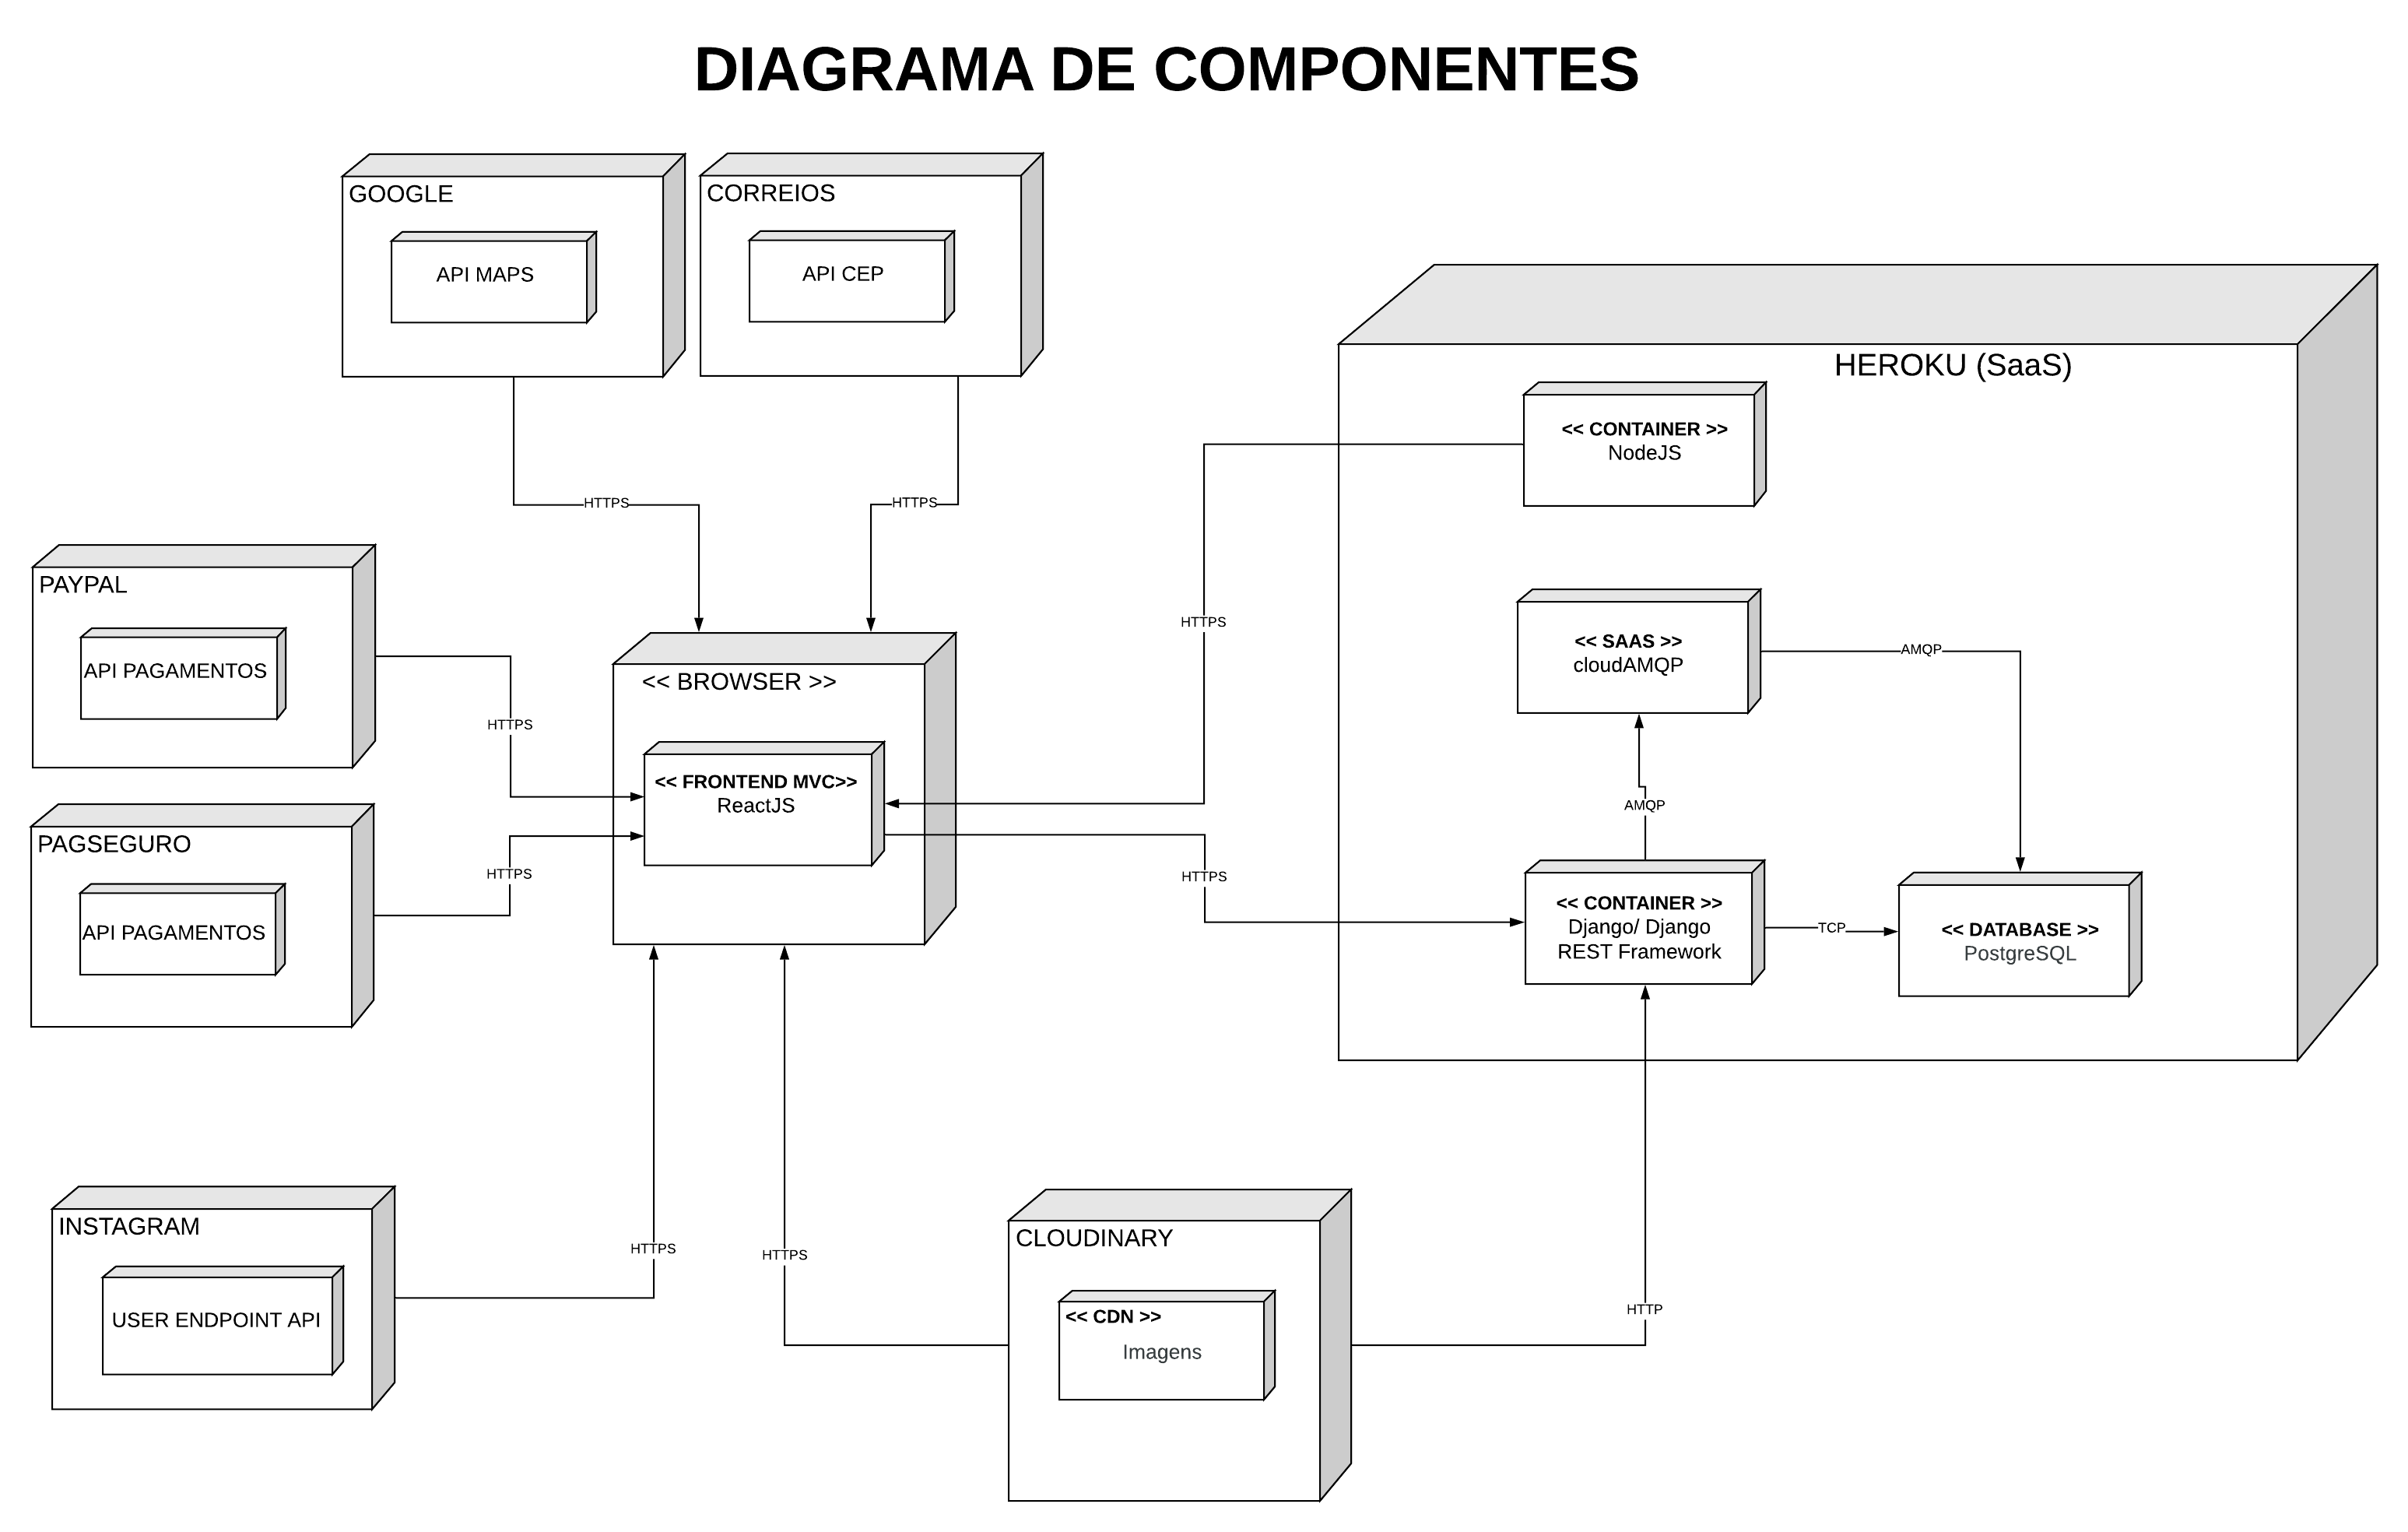 DIAGRAMA DE COMPONENTES
GOOGLE
API MAPS
CORREIOS
API CEP
HTTPS
HTTPS
PAYPAL
API PAGAMENTOS
HTTPS
PAGSEGURO
API PAGAMENTOS
HTTPS
<< BROWSER >>
<< FRONTEND MVC>>
ReactJS
HTTPS
HTTPS
HEROKU (SaaS)
<< CONTAINER >>
NodeJS
<< SAAS >>
cloudAMQP
AMQP
AMQP
<< CONTAINER >>
Django/ Django
REST Framework
TCP
<< DATABASE >>
PostgreSQL
INSTAGRAM
USER ENDPOINT API
HTTPS
HTTPS
CLOUDINARY
<< CDN >>
Imagens
HTTP